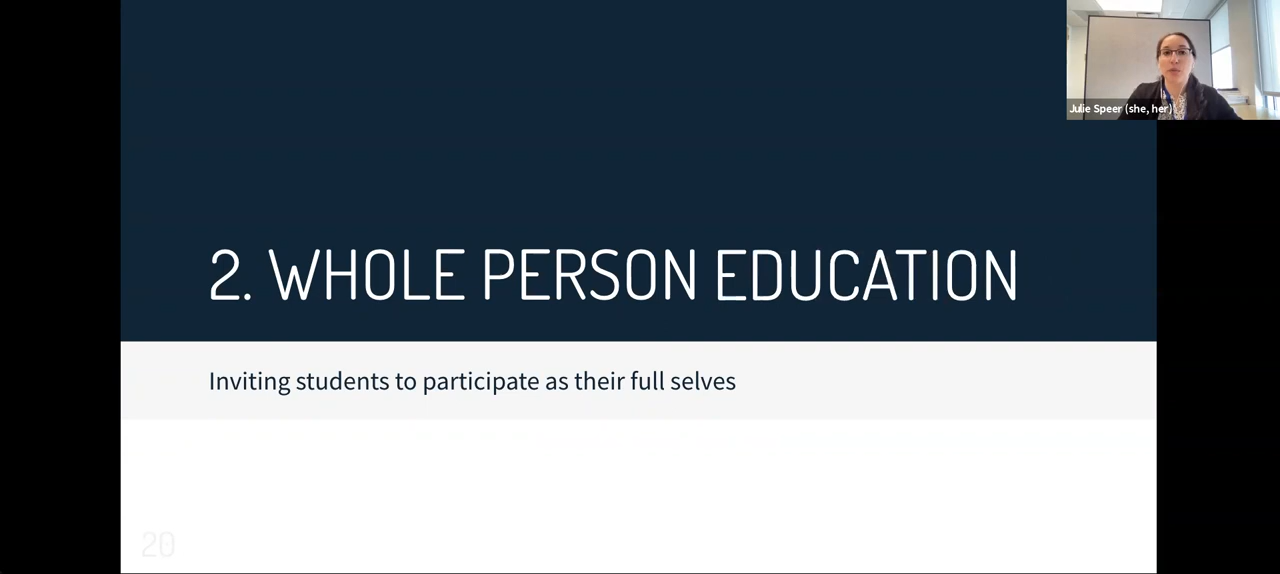 Julie Speer (she, her)
2. WHOLE PERSON EDUCATION
Inviting students to participate as their full selves
20